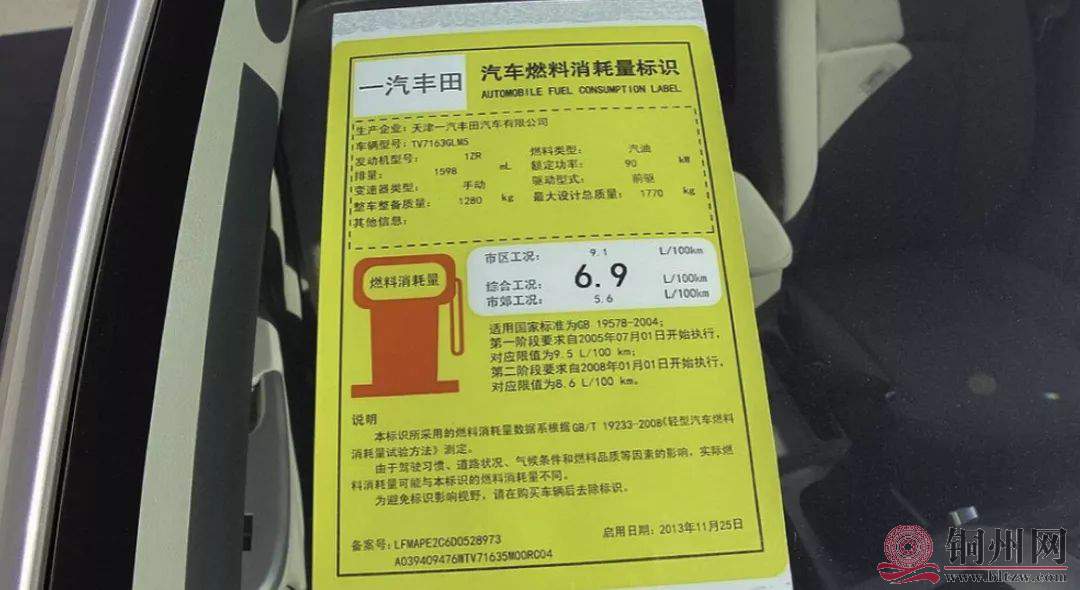 一汽丰田
汽车燃料消耗量标识
AUTOMOBILE FUEL CONSUMPTION LABEL
生产企业: 天津一汽丰田汽车有限公司
车辆型号: TV7163GLM5
发动机型号: 1ZR 燃料类型: 汽油
排量: 1598 mL 额定功率: 90 kW
变速器类型: 手动 驱动型式: 前驱
整车整备质量: 1280 kg 最大设计总质量: 1770 kg
其他信息:
燃料消耗量
市区工况: 9.1 L/100km
综合工况: 6.9 L/100km
市郊工况: 5.6 L/100km
适用国家标准为GB 19578-2004;
第一阶段要求自2005年07月01日开始执行,
对应限值为9.5 L/100 km;
第二阶段要求自2008年01月01日开始执行,
对应限值为8.6 L/100 km。
说明
本标识所采用的燃料消耗量数据系根据GB/T 19233-2008《轻型汽车燃料
消耗量试验方法》测定。
由于驾驶习惯、道路状况、气候条件和燃料品质等因素的影响,实际燃
料消耗量可能与本标识的燃料消耗量不同。
为避免标识影响视野,请在购买车辆后去除标识。
备案号: LFMAPE2C6D0528973 启用日期: 2013年11月25日
A039409476WTV71635M00RC04
铜州网
www.bltzw.com